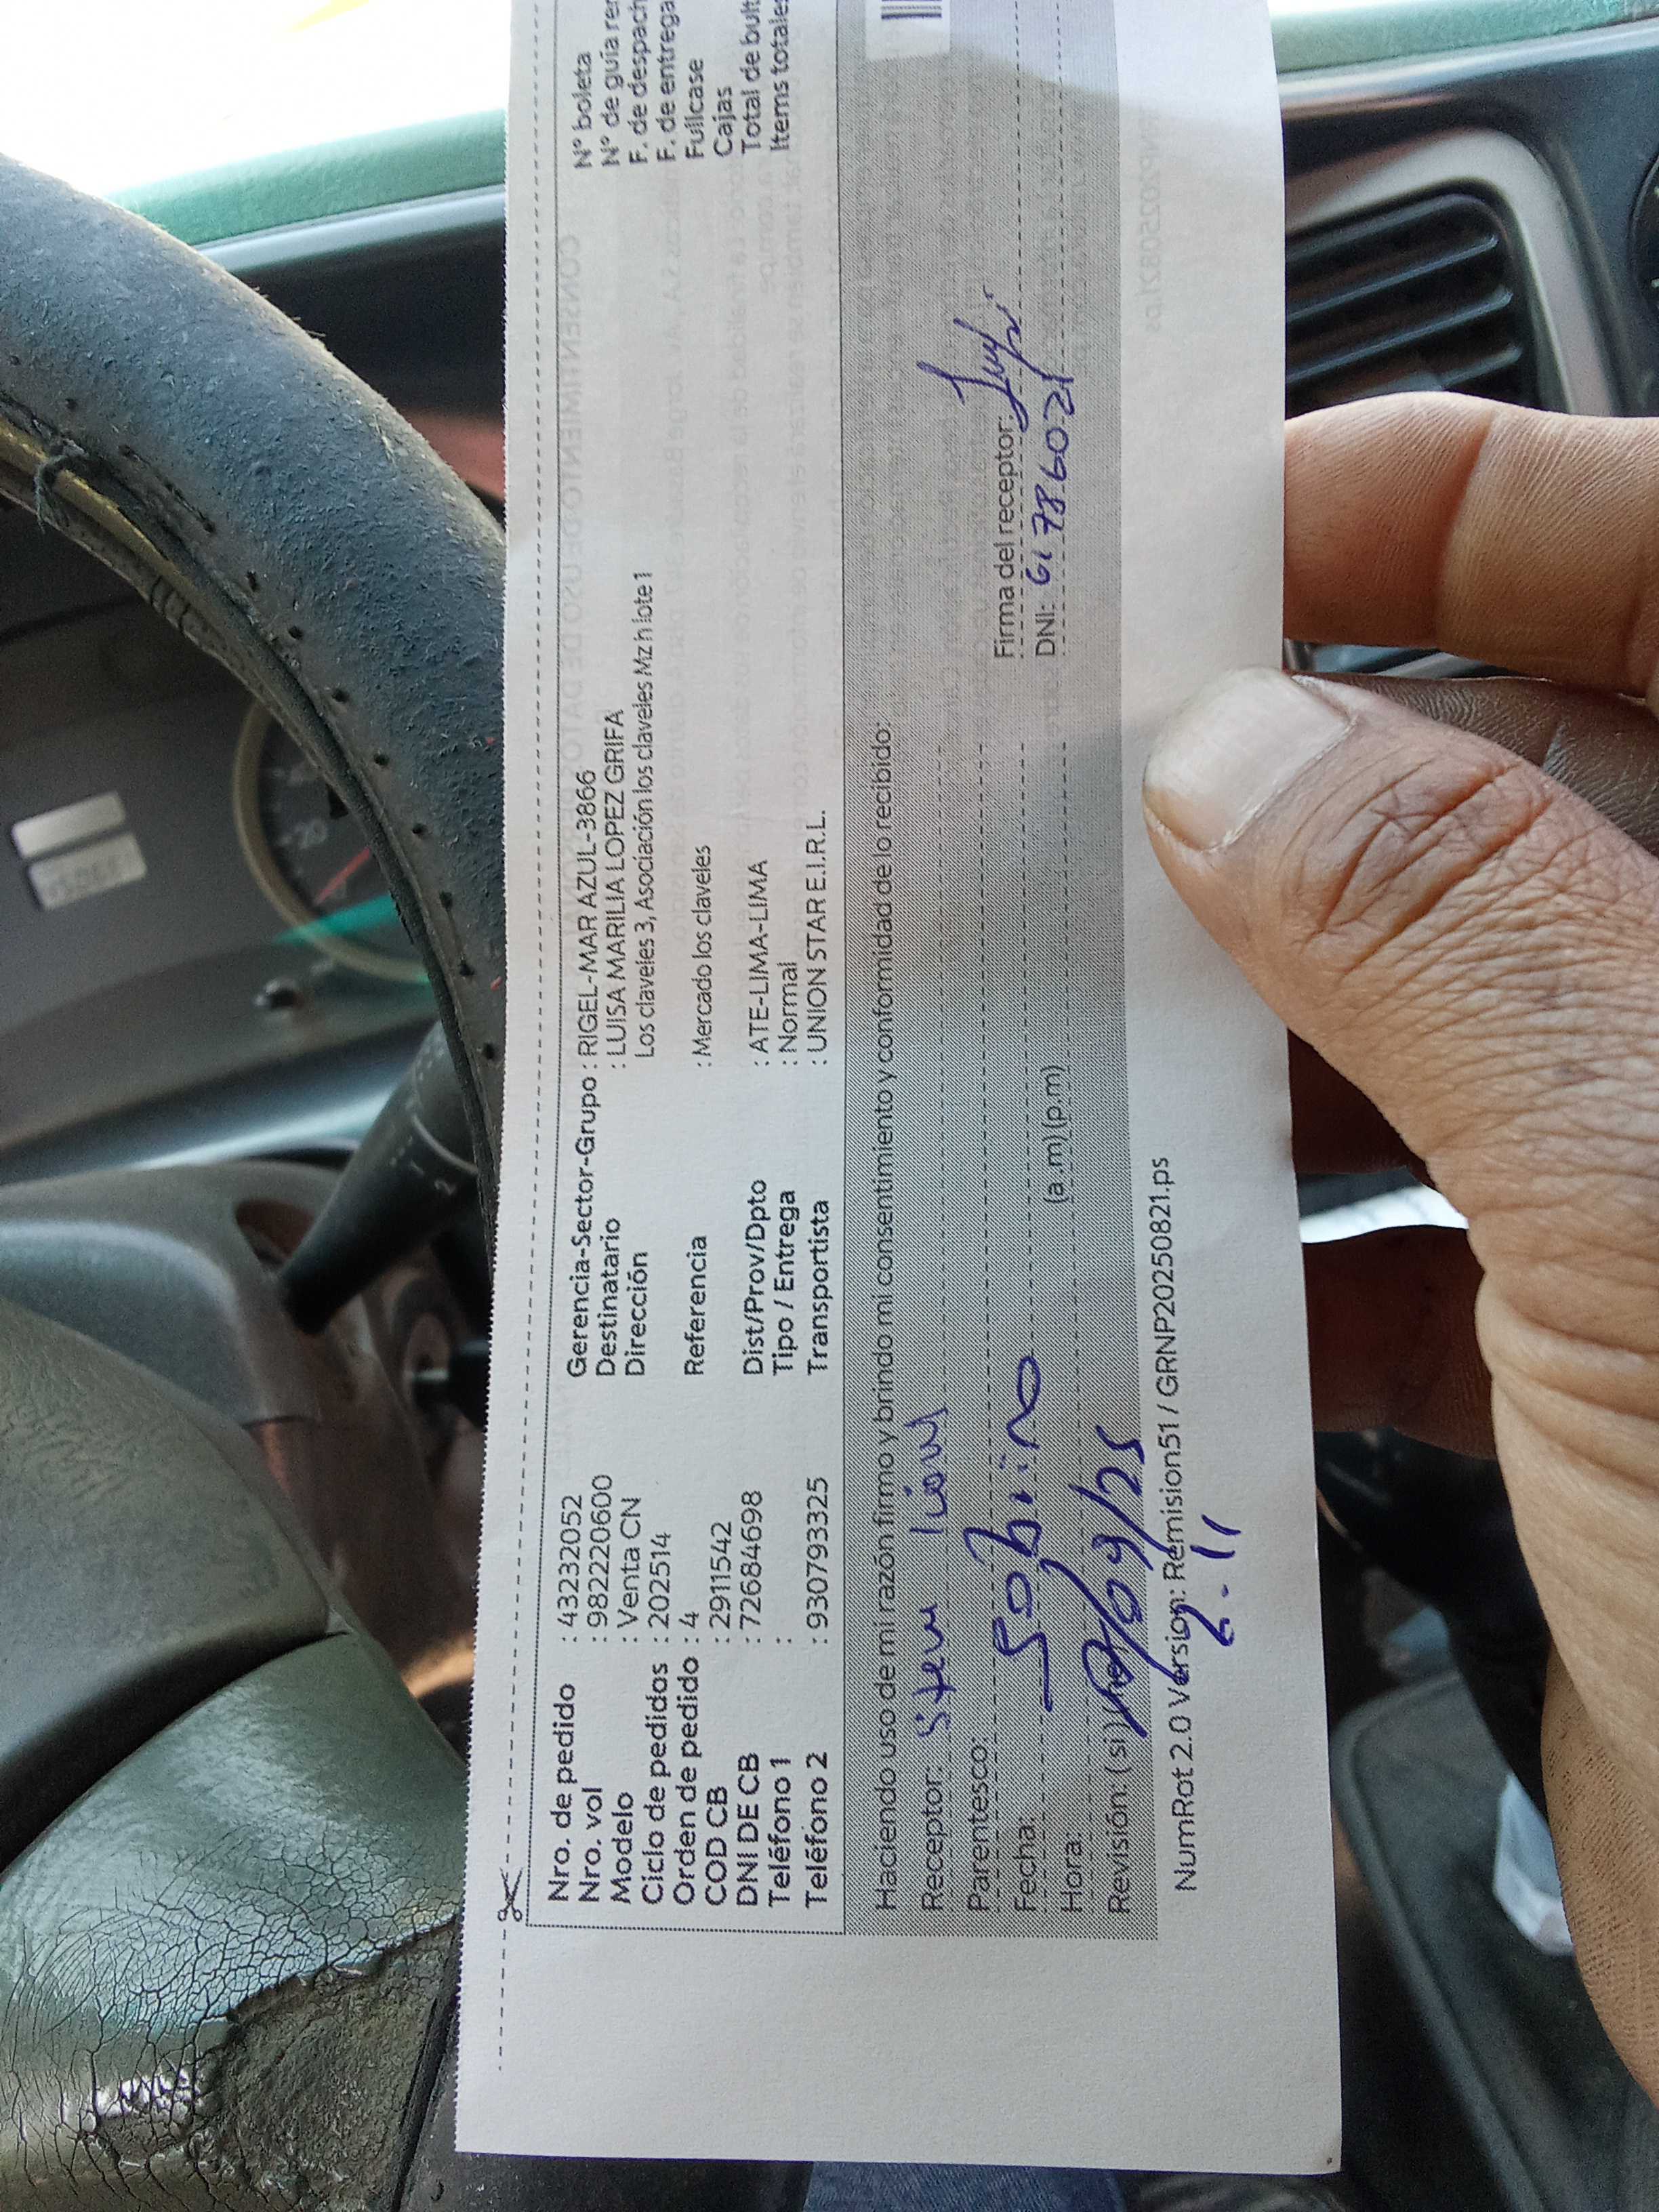 Nro. de pedido : 43232052
Nro. vol : 982220600
Modelo : Venta CN
Ciclo de pedidos : 202514
Orden de pedido : 4
COD CB : 2911542
DNI DE CB : 72684698
Teléfono 1 :
Teléfono 2 : 930793325
Gerencia-Sector-Grupo : RIGEL-MAR AZUL-3866
Destinatario : LUISA MARILIA LOPEZ GRIFA
Dirección Los claveles 3, Asociación los claveles Mz h lote 1
Referencia : Mercado los claveles
Dist/Prov/Dpto : ATE-LIMA-LIMA
Tipo / Entrega : Normal
Transportista : UNION STAR E.I.R.L.
N° boleta
N° de guía re
F. de despach
F. de entrega
Fullcase
Cajas
Total de bult
Items totales
Haciendo uso de mi razón firmo y brindo mi consentimiento y conformidad de lo recibido:
Receptor:
Parentesco: Sobino
Fecha: /09/25
Hora: (a.m) (p.m)
Revisión: ( si )
Firma del receptor:
DNI: 61786021
NumRot 2.0 Version: Remision51 / GRNP20250821.ps